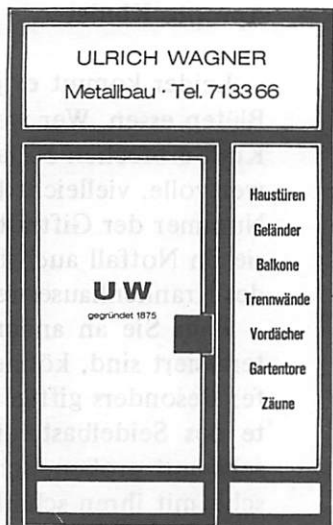 ULRICH WAGNER
Metallbau · Tel. 713366
UW
gegründet 1875
Haustüren
Geländer
Balkone
Trennwände
Vordächer
Gartentore
Zäune